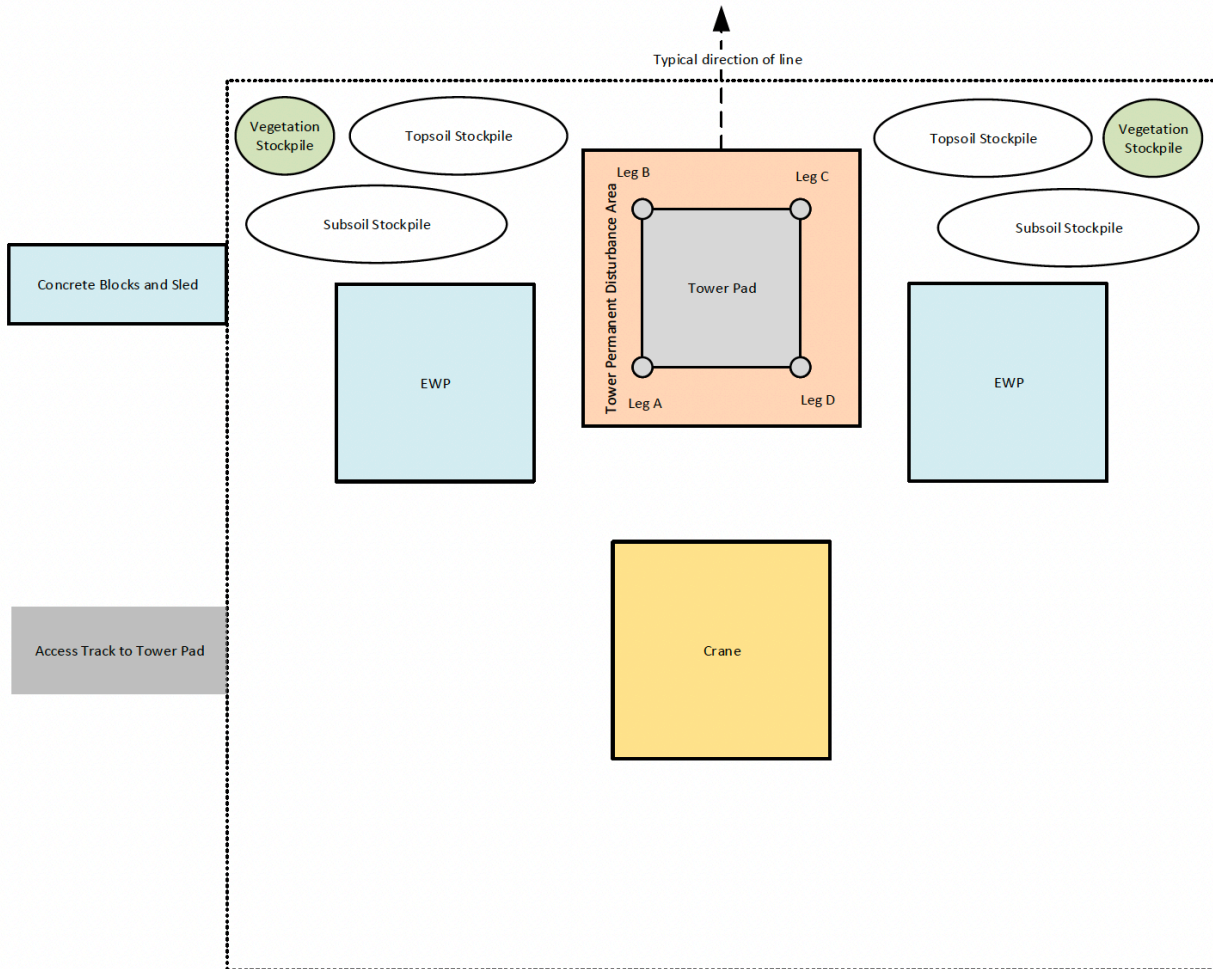 Typical direction of line
Vegetation
Stockpile
Topsoil Stockpile
Topsoil Stockpile
Vegetation
Stockpile
Leg B
Leg C
Subsoil Stockpile
Subsoil Stockpile
Tower Permanent Disturbance Area
Concrete Blocks and Sled
Tower Pad
EWP
EWP
Leg A
Leg D
Access Track to Tower Pad
Crane